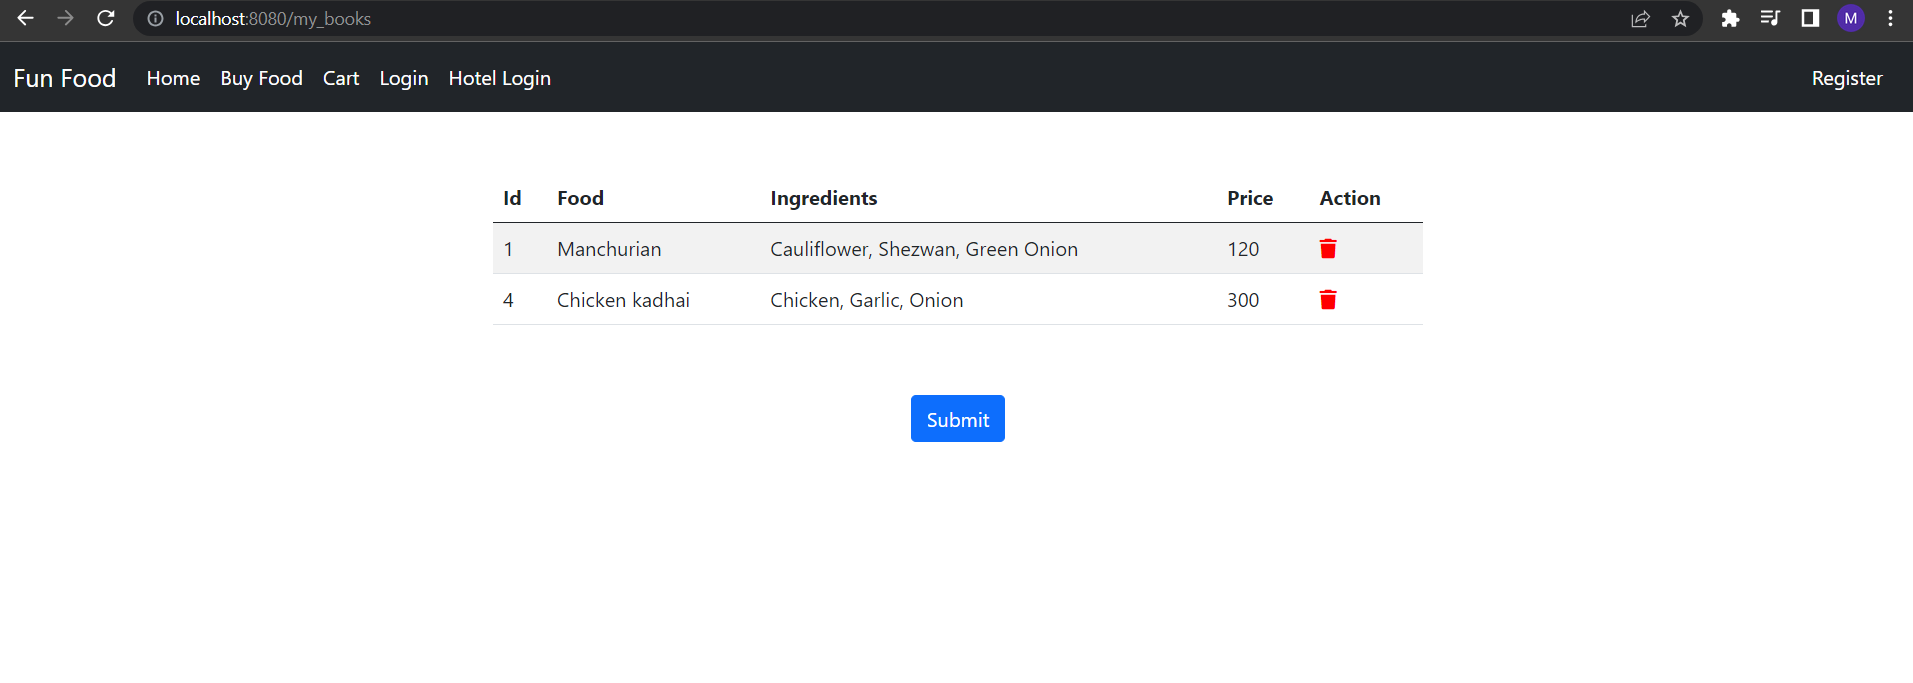 localhost:8080/my_books
M
Fun Food Home Buy Food Cart Login Hotel Login Register
Id Food Ingredients Price Action
1 Manchurian Cauliflower, Shezwan, Green Onion 120
4 Chicken kadhai Chicken, Garlic, Onion 300
Submit